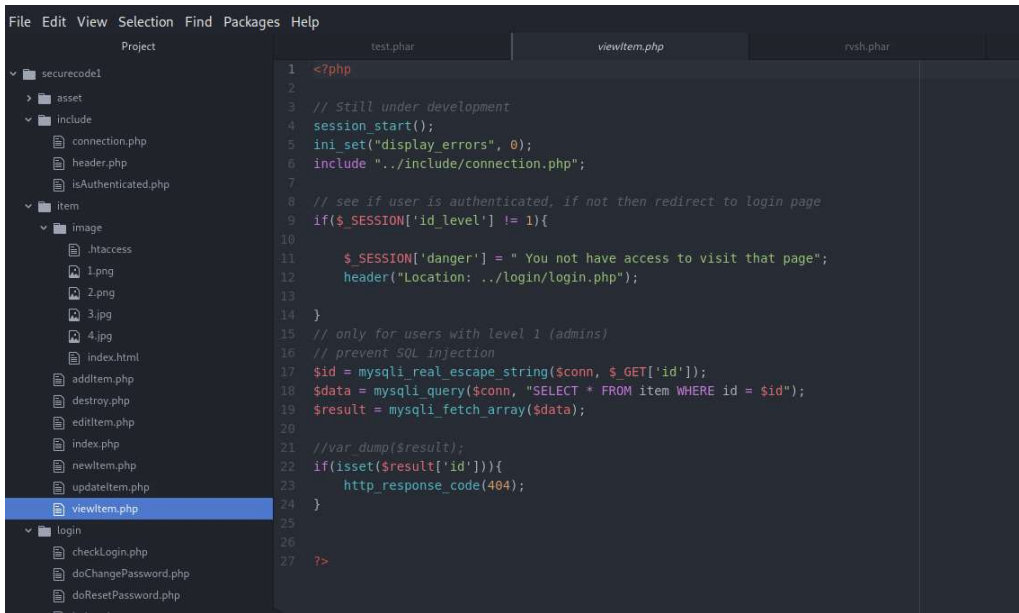 File Edit View Selection Find Packages Help
Project
test.phar
viewItem.php
rvsh.phar
securecode1
asset
include
connection.php
header.php
isAuthenticated.php
item
image
.htaccess
1.png
2.png
3.jpg
4.jpg
index.html
addItem.php
destroy.php
editItem.php
index.php
newItem.php
updateItem.php
viewItem.php
login
checkLogin.php
doChangePassword.php
doResetPassword.php
1 <?php
2
3 // Still under development
4 session_start();
5 ini_set("display_errors", 0);
6 include "../include/connection.php";
7
8 // see if user is authenticated, if not then redirect to login page
9 if($_SESSION['id_level'] != 1){
10
11 $_SESSION['danger'] = " You not have access to visit that page";
12 header("Location: ../login/login.php");
13
14 }
15 // only for users with level 1 (admins)
16 // prevent SQL injection
17 $id = mysqli_real_escape_string($conn, $_GET['id']);
18 $data = mysqli_query($conn, "SELECT * FROM item WHERE id = $id");
19 $result = mysqli_fetch_array($data);
20
21 //var_dump($result);
22 if(isset($result['id'])){
23 http_response_code(404);
24 }
25
26
27 ?>